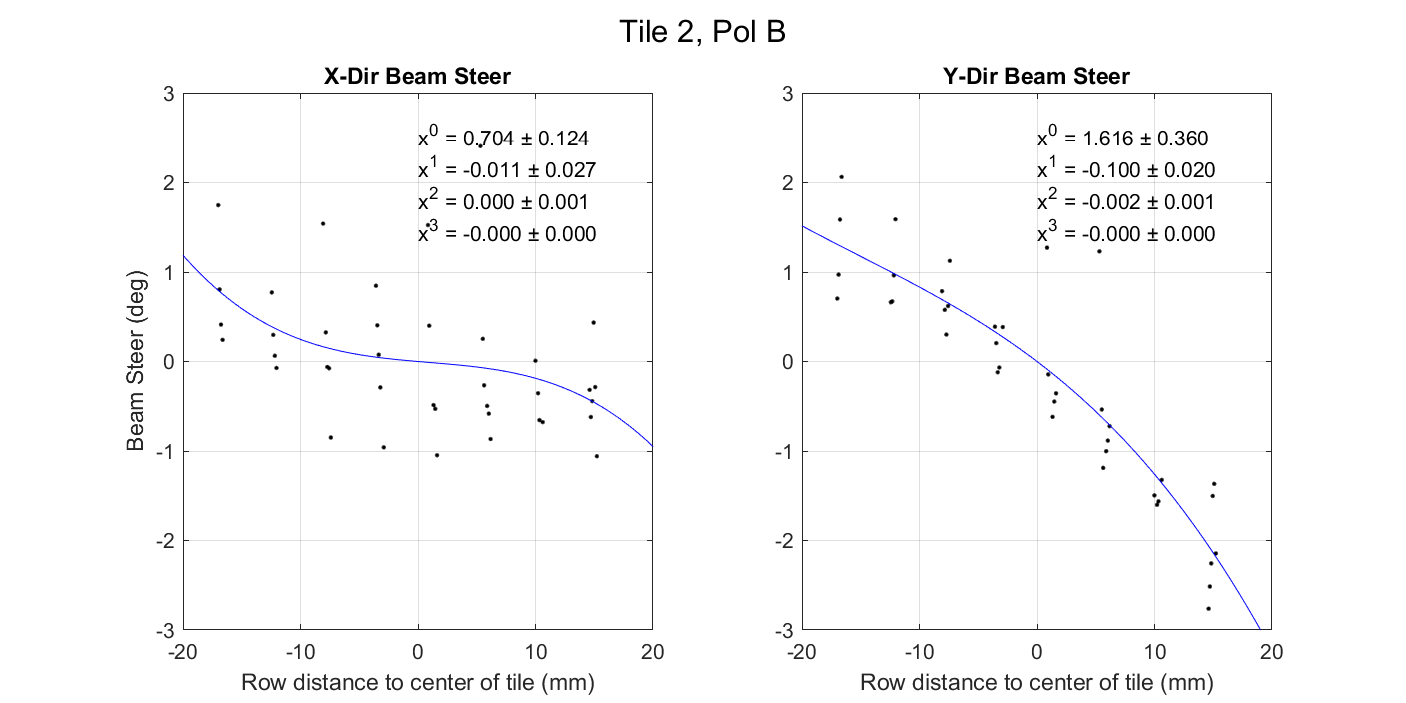 Tile 2, Pol B
X-Dir Beam Steer
x^0 = 0.704 ± 0.124
x^1 = -0.011 ± 0.027
x^2 = 0.000 ± 0.001
x^3 = -0.000 ± 0.000
3
2
1
0
-1
-2
-3
Beam Steer (deg)
-20 -10 0 10 20
Row distance to center of tile (mm)
Y-Dir Beam Steer
x^0 = 1.616 ± 0.360
x^1 = -0.100 ± 0.020
x^2 = -0.002 ± 0.001
x^3 = -0.000 ± 0.000
3
2
1
0
-1
-2
-3
-20 -10 0 10 20
Row distance to center of tile (mm)